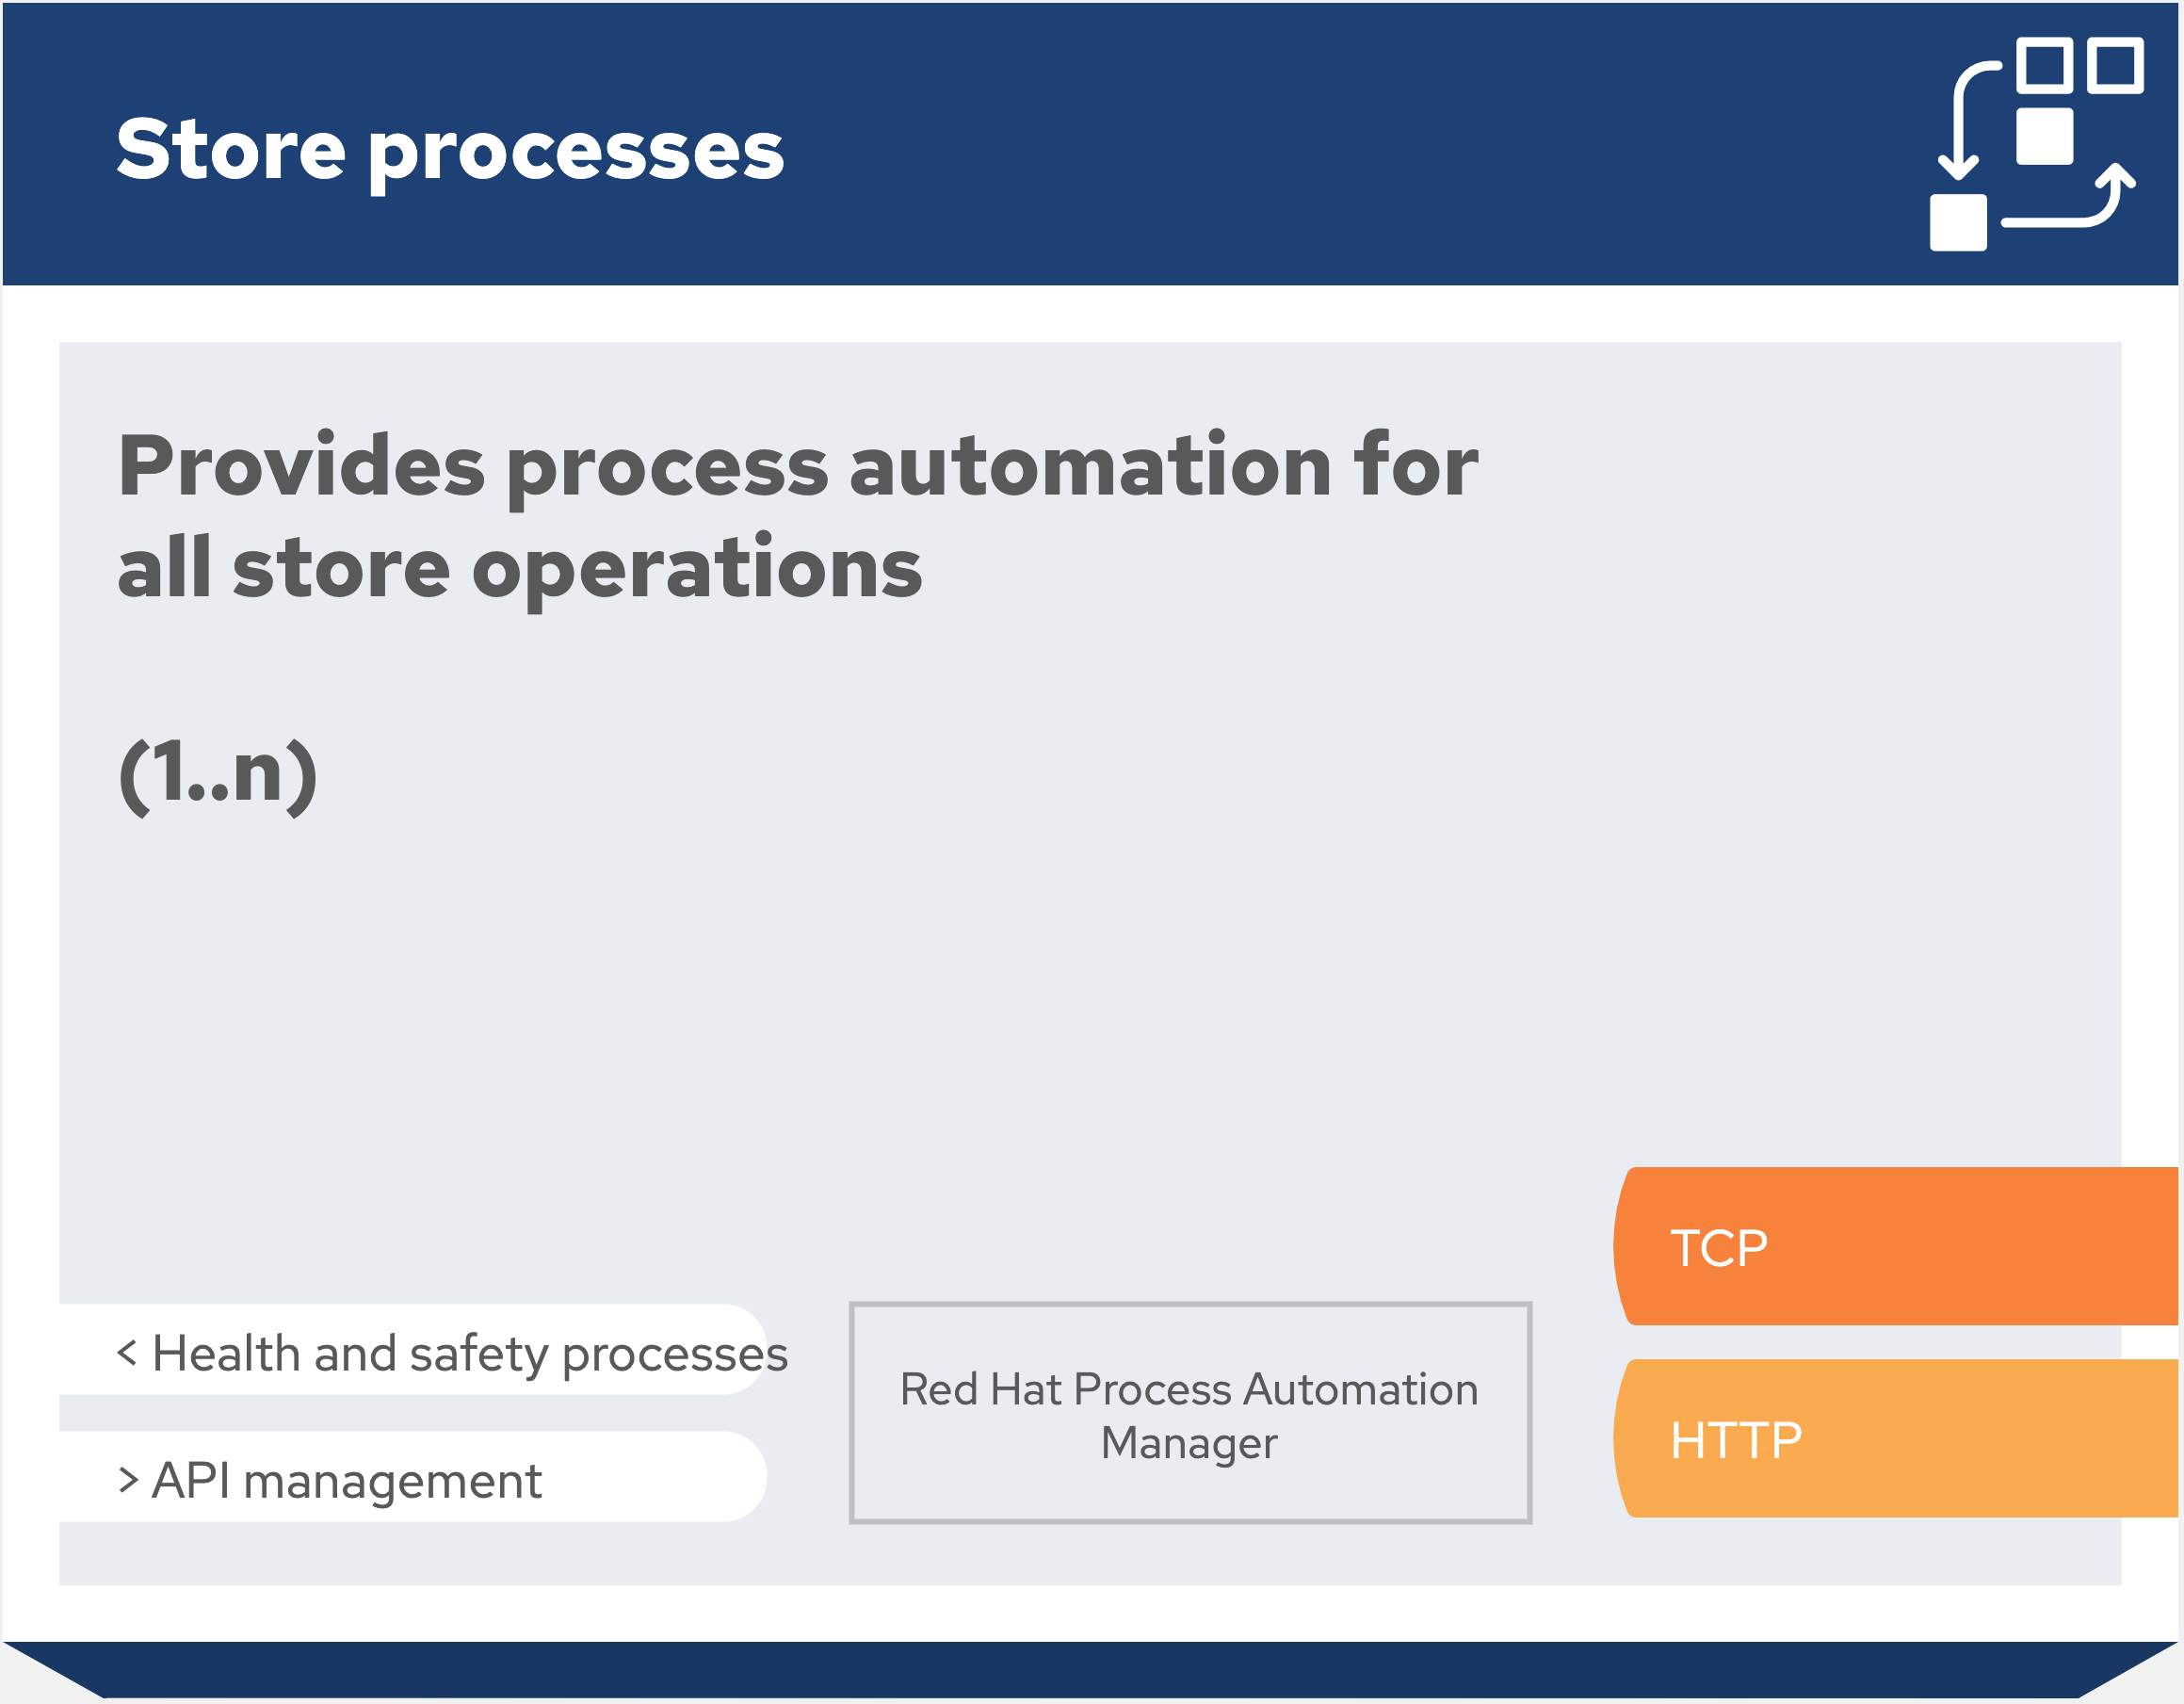 Store processes
Provides process automation for
all store operations
(1..n)
TCP
< Health and safety processes
Red Hat Process Automation
Manager
HTTP
> API management